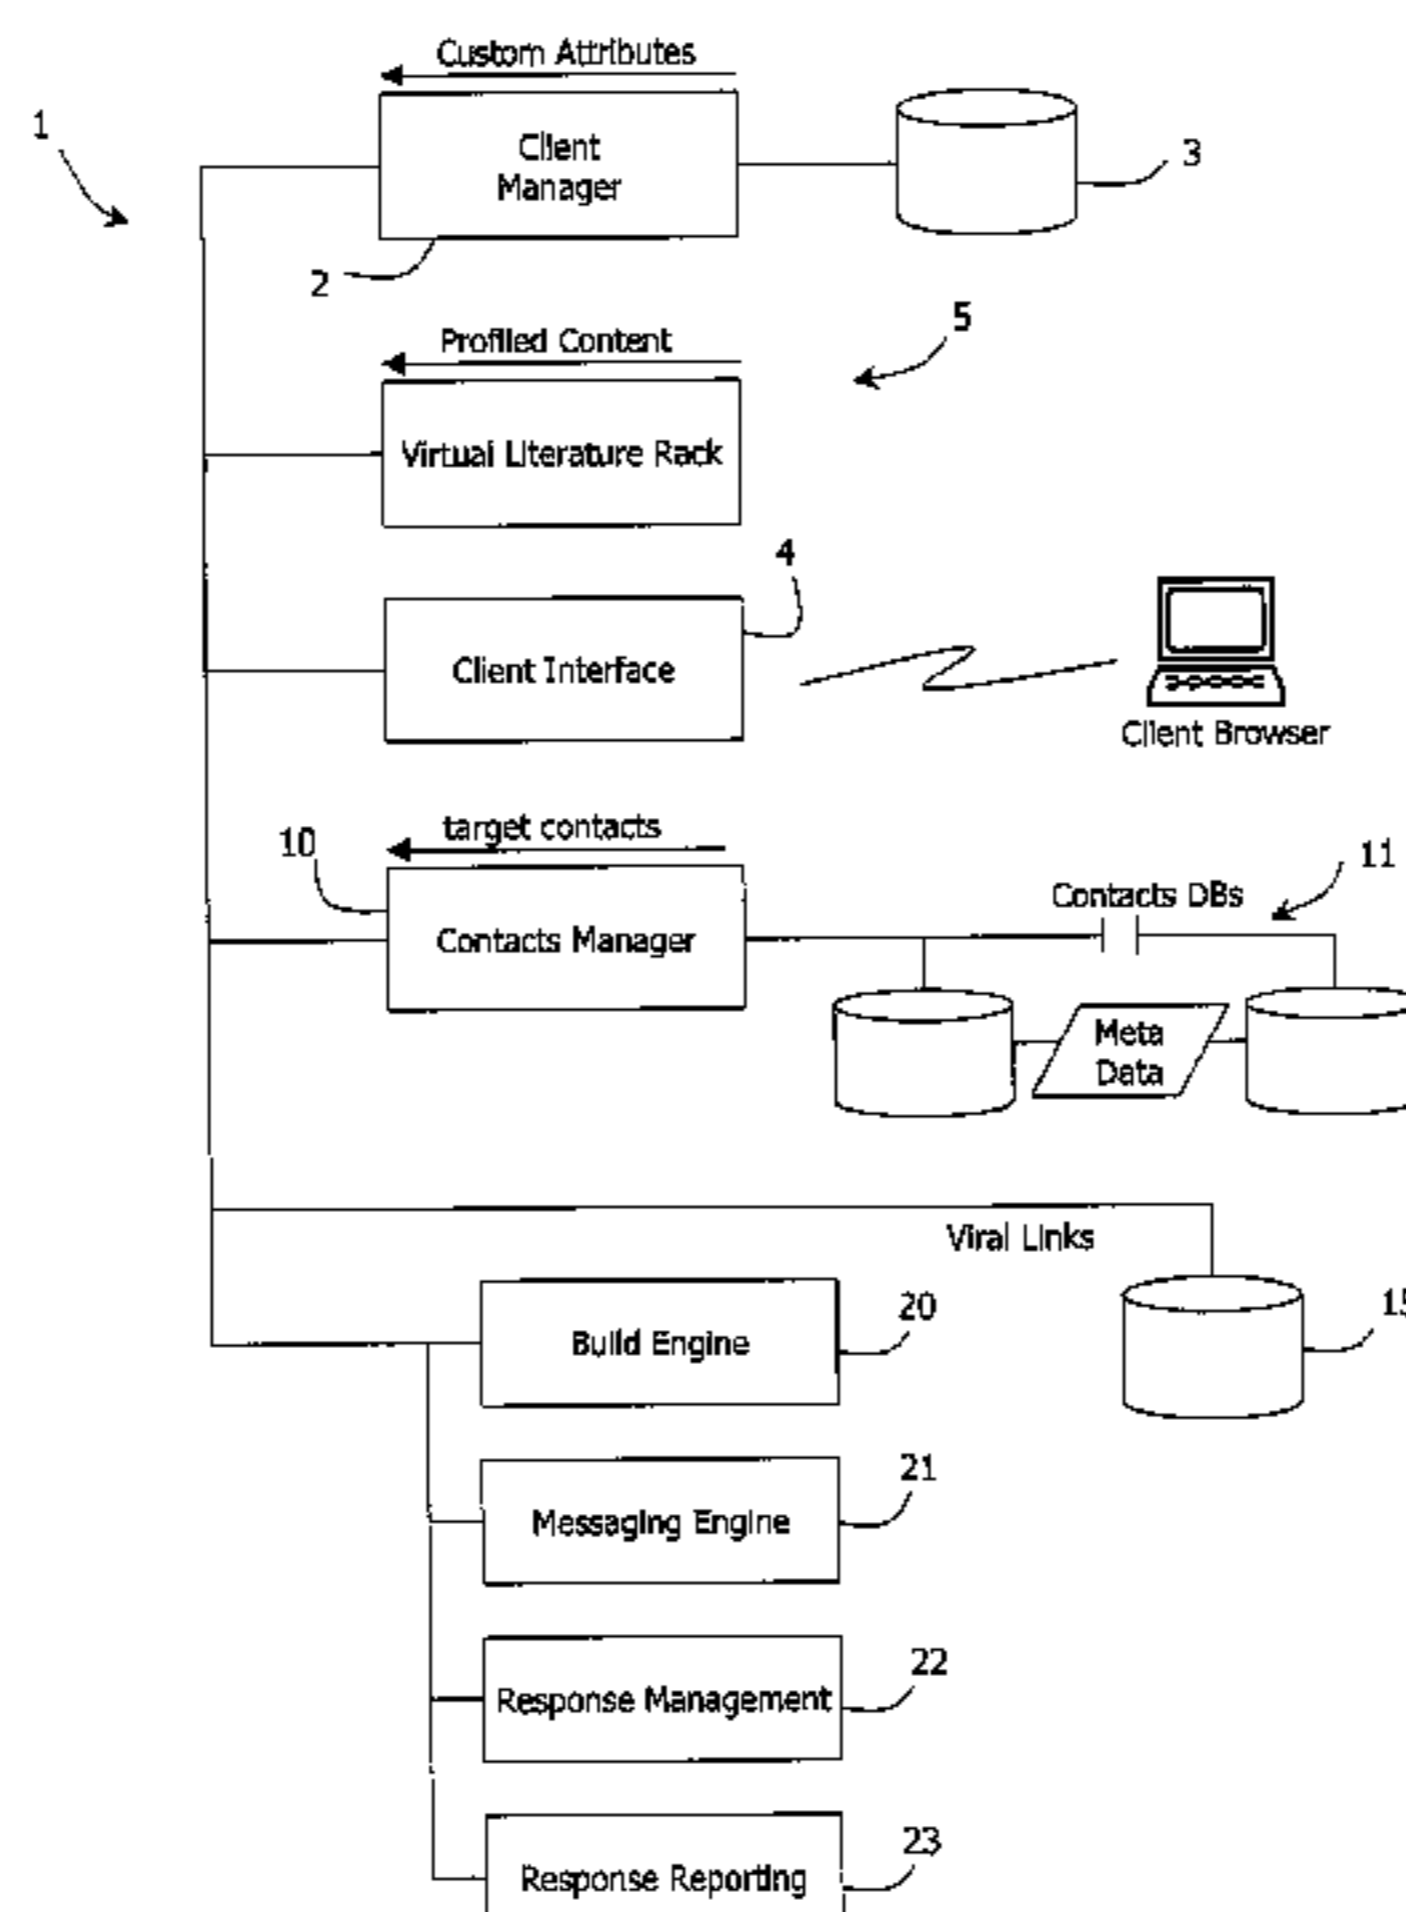 Custom Attributes
1
Client
Manager
3
2
5
Profiled Content
Virtual Literature Rack
4
Client Interface
Client Browser
target contacts
10
11
Contacts DBs
Contacts Manager
Meta
Data
Viral Links
20
15
Build Engine
21
Messaging Engine
22
Response Management
23
Response Reporting